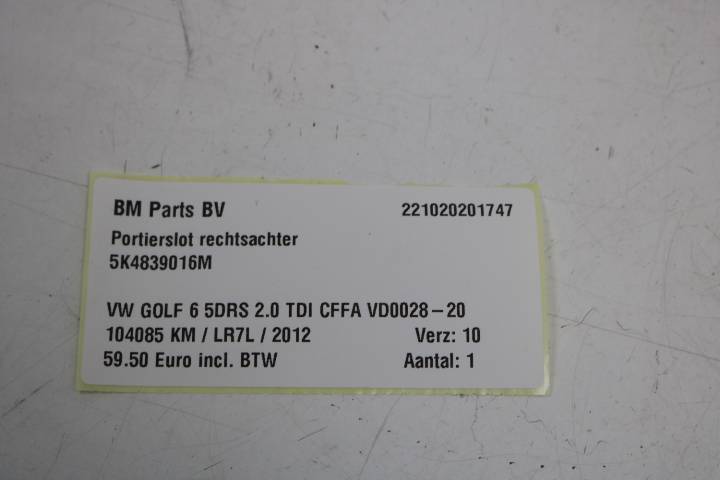 BM Parts BV 221020201747
Portierslot rechtsachter
5K4839016M
VW GOLF 6 5DRS 2.0 TDI CFFA VD0028-20
104085 KM / LR7L / 2012 Verz: 10
59.50 Euro incl. BTW Aantal: 1